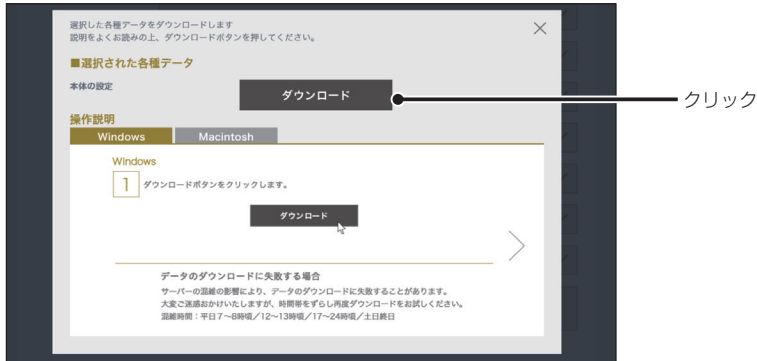 選択した各種データをダウンロードします
説明をよくお読みの上、ダウンロードボタンを押してください。
■選択された各種データ
本体の設定
ダウンロード
クリック
操作説明
Windows Macintosh
Windows
1 ダウンロードボタンをクリックします。
ダウンロード
データのダウンロードに失敗する場合
サーバーの混雑の影響により、データのダウンロードに失敗することがあります。
大変ご迷惑おかけいたしますが、時間帯をずらし再度ダウンロードをお試しください。
混雑時間：平日7～8時頃／12～13時頃／17～24時頃／土日終日